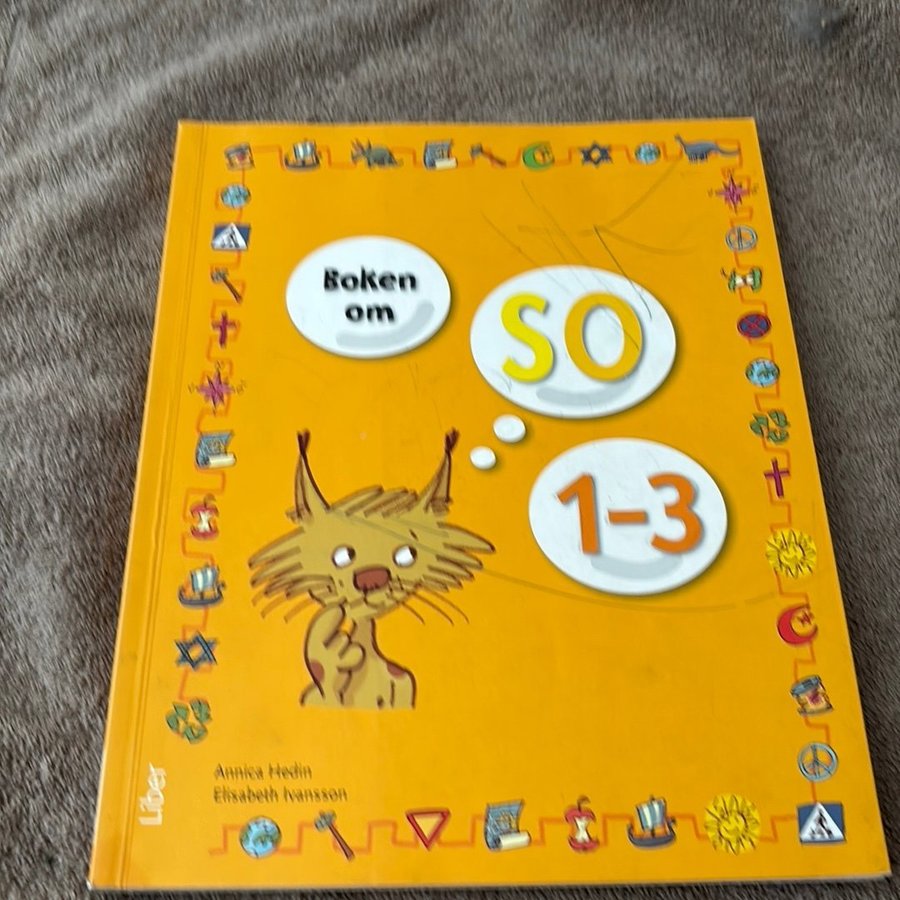 Boken
om
SO
1-3
Annica Hedin
Elisabeth Ivansson
Liber